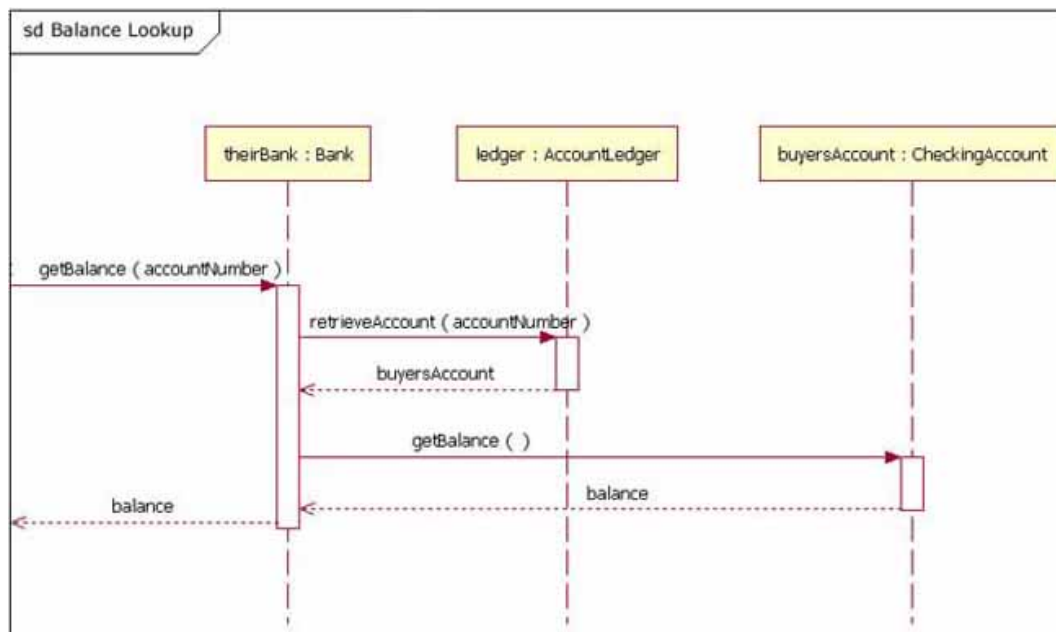 sd Balance Lookup
theirBank : Bank
ledger : AccountLedger
buyersAccount : CheckingAccount
getBalance ( accountNumber )
retrieveAccount ( accountNumber )
buyersAccount
getBalance ( )
balance
balance